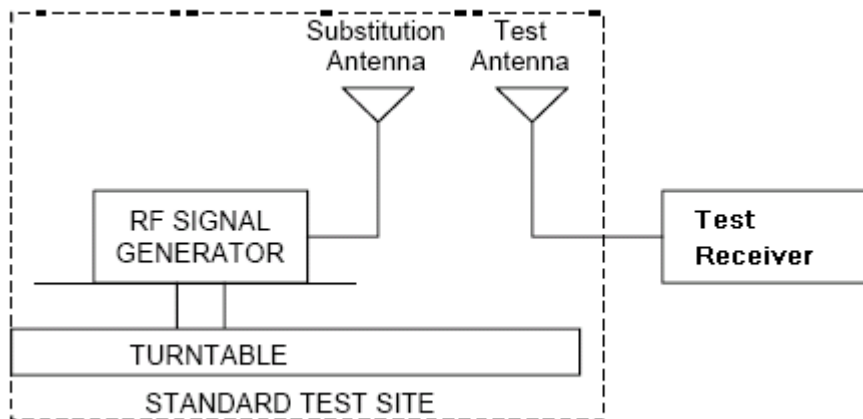 Substitution
Antenna
Test
Antenna
RF SIGNAL
GENERATOR
Test
Receiver
TURNTABLE
STANDARD TEST SITE